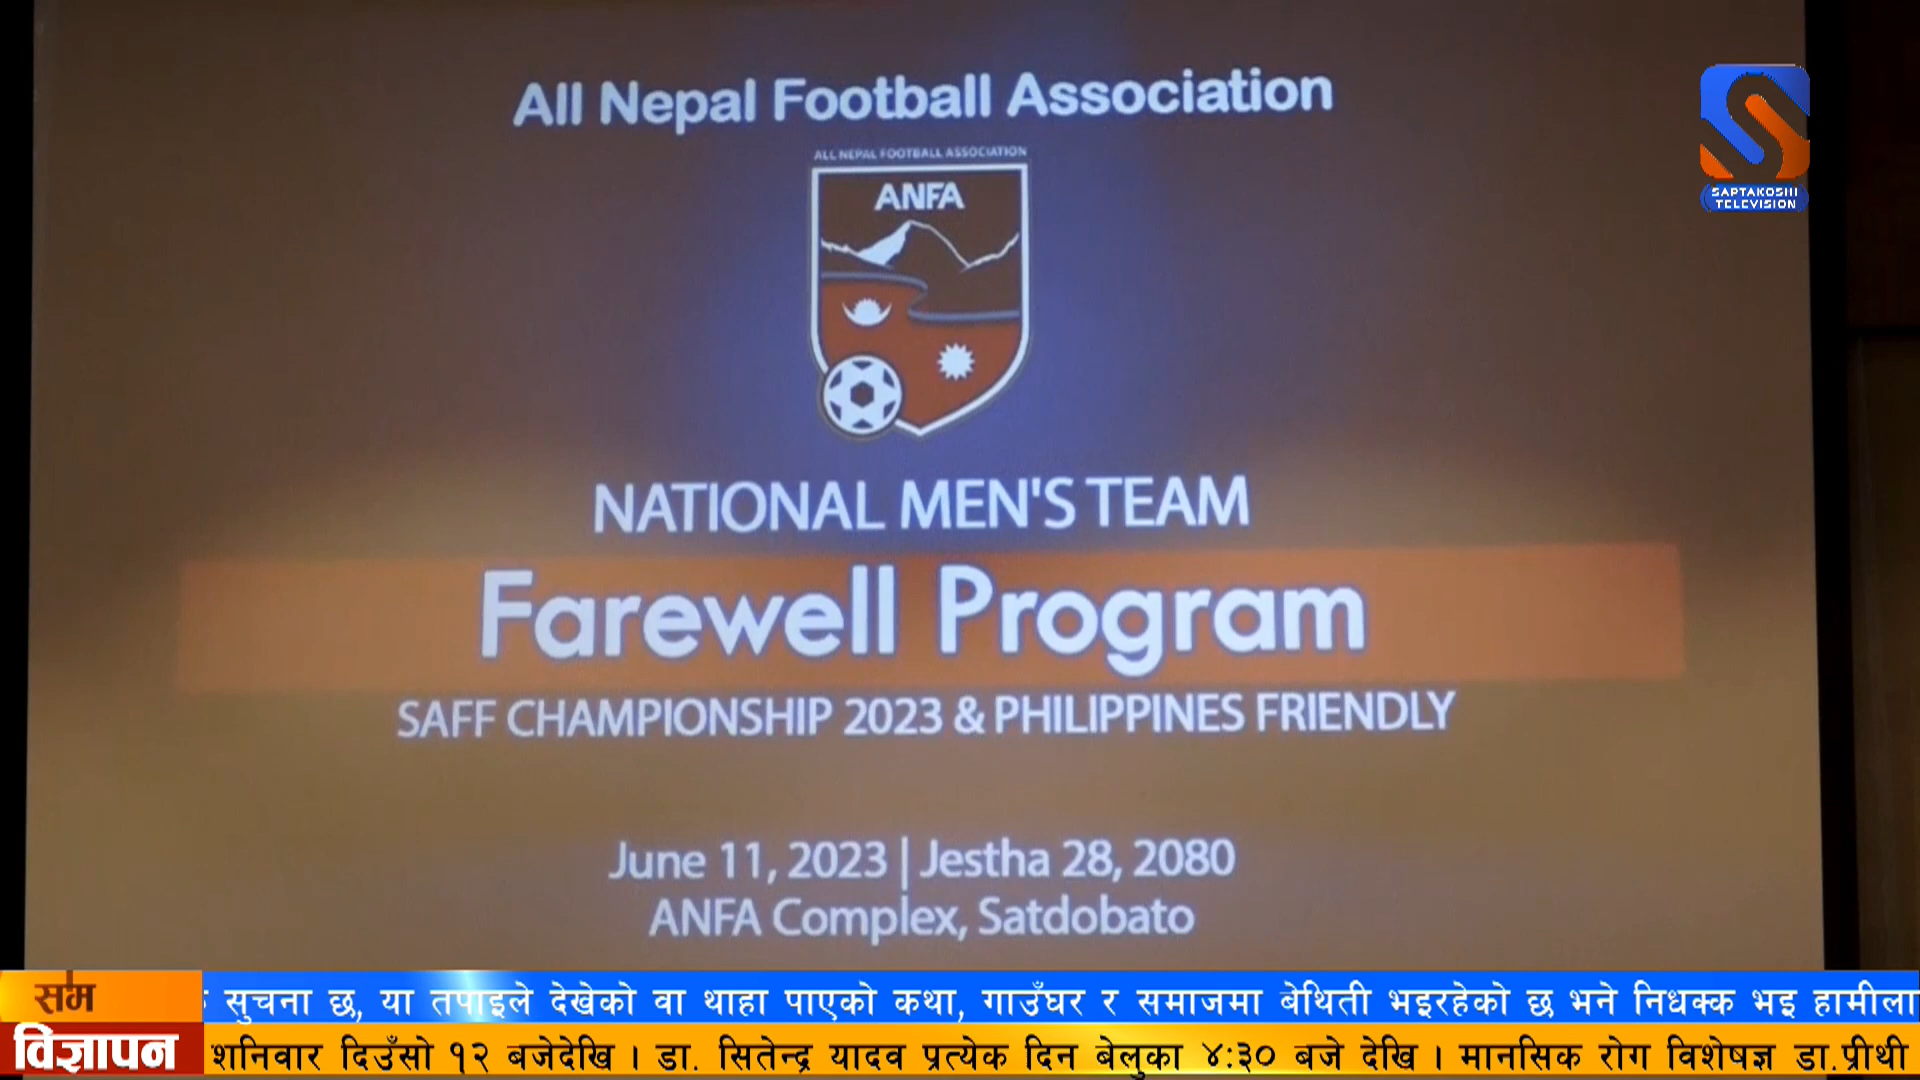 All Nepal Football Association
ALL NEPAL FOOTBALL ASSOCIATION
ANFA
SAPTAKOSHI
TELEVISION
NATIONAL MEN'S TEAM
Farewell Program
SAFF CHAMPIONSHIP 2023 & PHILIPPINES FRIENDLY
June 11, 2023 | Jestha 28, 2080
ANFA Complex, Satdobato
सुचना छ, या तपाइले देखेको वा थाहा पाएको कथा, गाउँघर र समाजमा बेथिती भइरहेको छ भने निधक्क भइ हामीला
विज्ञापन
शनिवार दिउँसो १२ बजेदेखि । डा. सितेन्द्र यादव प्रत्येक दिन बेलुका ४:३० बजे देखि । मानसिक रोग विशेषज्ञ डा.प्रीथी